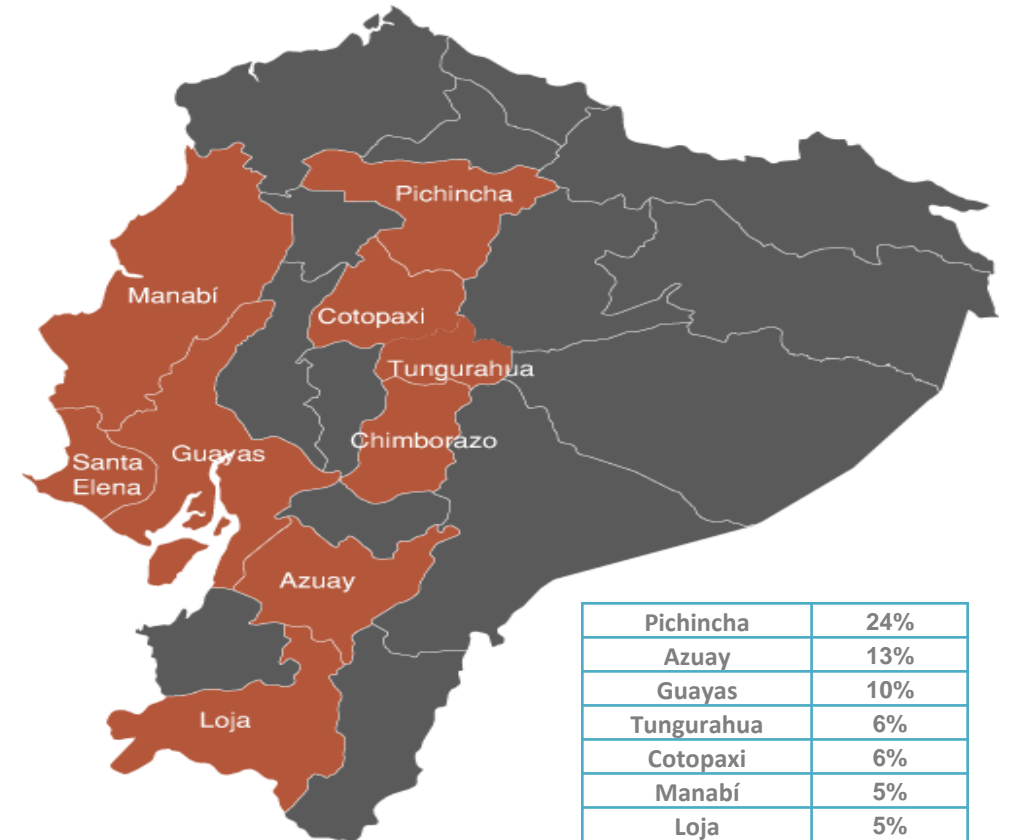 Pichincha
Manabí
Cotopaxi
Tungurahua
Chimborazo
Guayas
Santa
Elena
Azuay
Loja
Pichincha 24%
Azuay 13%
Guayas 10%
Tungurahua 6%
Cotopaxi 6%
Manabí 5%
Loja 5%